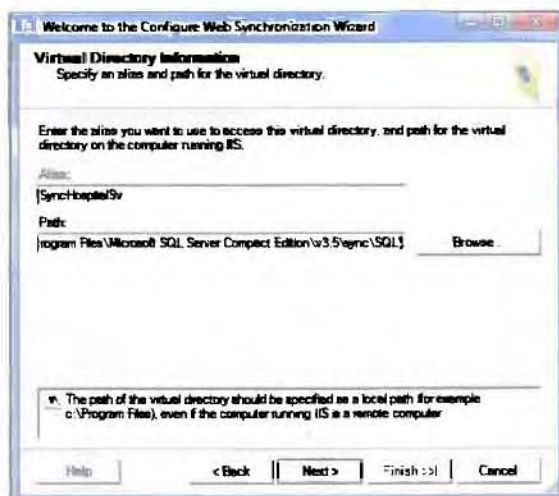 Welcome to the Configure Web Synchronization Wizard
Virtual Directory Information
Specify an alias and path for the virtual directory.
Enter the alias you want to use to access this virtual directory, and path for the virtual
directory on the computer running IIS.
Alias:
SyncHospitalSv
Path:
rogram Files\Microsoft SQL Server Compact Edition\v3.5\sync\SQL\
Browse...
The path of the virtual directory should be specified as a local path (for example
c:\Program Files), even if the computer running IIS is a remote computer
Help
< Back
Next >
Finish >>|
Cancel